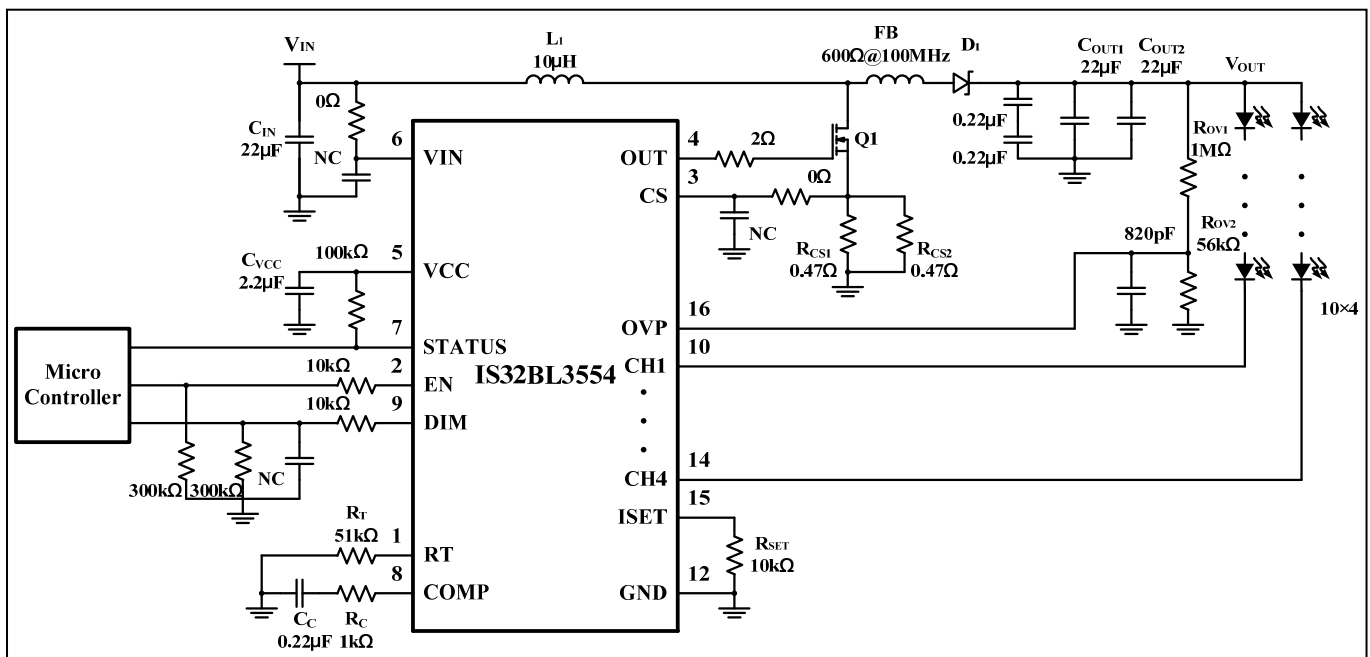 VIN
L1
10µH
FB
600Ω@100MHz
D1
COUT1
22µF
COUT2
22µF
VOUT
0Ω
CIN
22µF
NC
6
VIN
4
OUT
2Ω
Q1
3
CS
0Ω
NC
RCS1
0.47Ω
RCS2
0.47Ω
0.22µF
0.22µF
ROV1
1MΩ
ROV2
56kΩ
820pF
10×4
CVCC
2.2µF
100kΩ
5
VCC
7
STATUS
Micro
Controller
10kΩ
2
EN
10kΩ
9
DIM
300kΩ
300kΩ
NC
IS32BL3554
16
OVP
10
CH1
14
CH4
15
ISET
RSET
10kΩ
12
GND
RT
51kΩ
1
RT
8
COMP
CC
0.22µF
RC
1kΩ